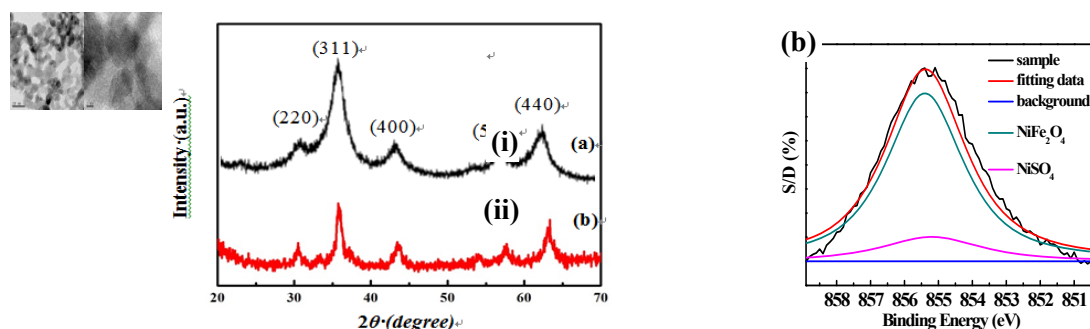 (311)
(220)
(400)
(5
(440)
(i)
(a)
(ii)
(b)
Intensity·(a.u.)
20 30 40 50 60 70
2θ·(degree)
(b)
sample
fitting data
background
NiFe₂O₄
NiSO₄
S/D (%)
858 857 856 855 854 853 852 851
Binding Energy (eV)